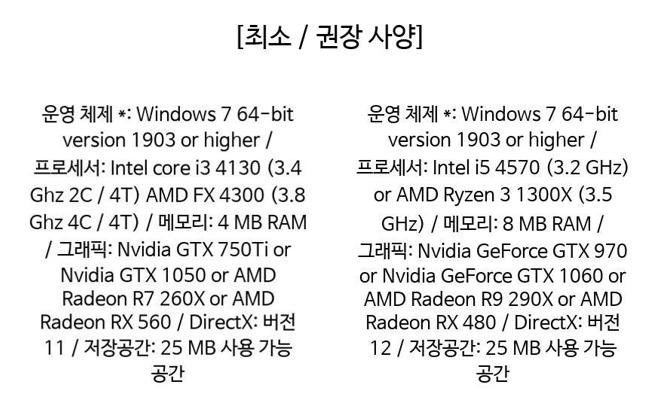 [최소 / 권장 사양]
운영 체제 *: Windows 7 64-bit
version 1903 or higher /
프로세서: Intel core i3 4130 (3.4
Ghz 2C / 4T) AMD FX 4300 (3.8
Ghz 4C / 4T) / 메모리: 4 MB RAM
/ 그래픽: Nvidia GTX 750Ti or
Nvidia GTX 1050 or AMD
Radeon R7 260X or AMD
Radeon RX 560 / DirectX: 버전
11 / 저장공간: 25 MB 사용 가능
공간
운영 체제 *: Windows 7 64-bit
version 1903 or higher /
프로세서: Intel i5 4570 (3.2 GHz)
or AMD Ryzen 3 1300X (3.5
GHz) / 메모리: 8 MB RAM /
그래픽: Nvidia GeForce GTX 970
or Nvidia GeForce GTX 1060 or
AMD Radeon R9 290X or AMD
Radeon RX 480 / DirectX: 버전
12 / 저장공간: 25 MB 사용 가능
공간